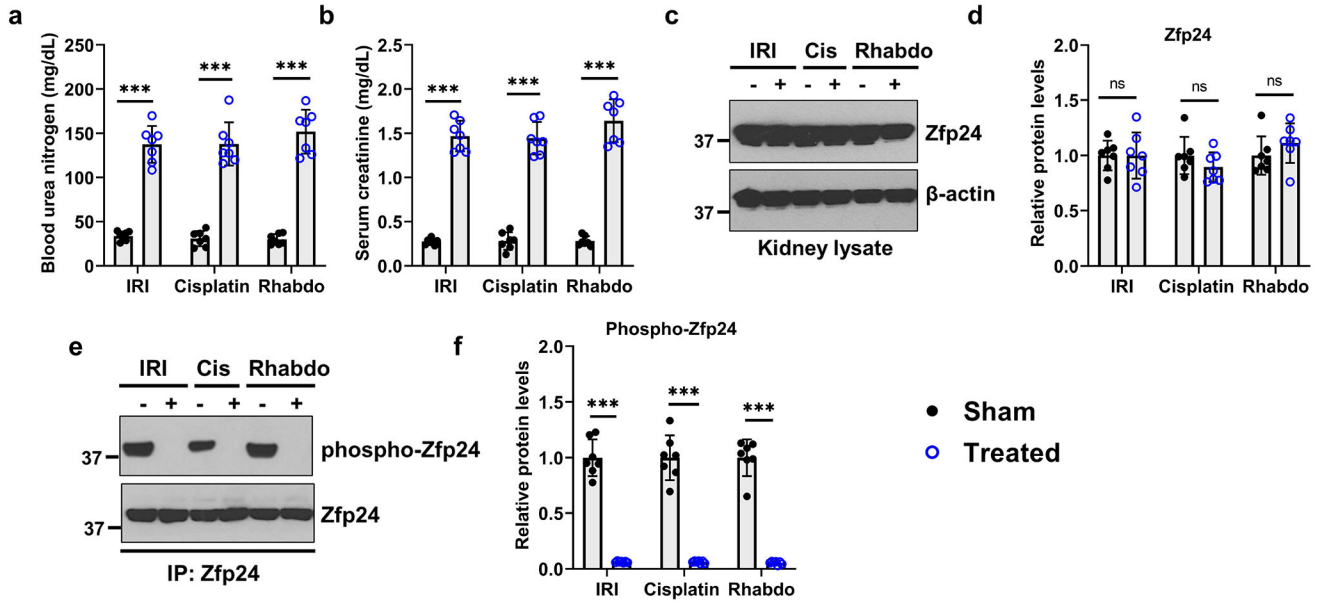 a
Blood urea nitrogen (mg/dL)
250
200
150
100
50
0
***
***
***
IRI
Cisplatin
Rhabdo
b
Serum creatinine (mg/dL)
2.5
2.0
1.5
1.0
0.5
0.0
***
***
***
IRI
Cisplatin
Rhabdo
c
IRI Cis Rhabdo
- + - + - +
37 Zfp24
37 β-actin
Kidney lysate
d
Zfp24
Relative protein levels
2.0
1.5
1.0
0.5
0.0
ns
ns
ns
IRI
Cisplatin
Rhabdo
e
IRI Cis Rhabdo
- + - + - +
37 phospho-Zfp24
37 Zfp24
IP: Zfp24
f
Phospho-Zfp24
Relative protein levels
2.0
1.5
1.0
0.5
0.0
***
***
***
IRI
Cisplatin
Rhabdo
Sham
Treated